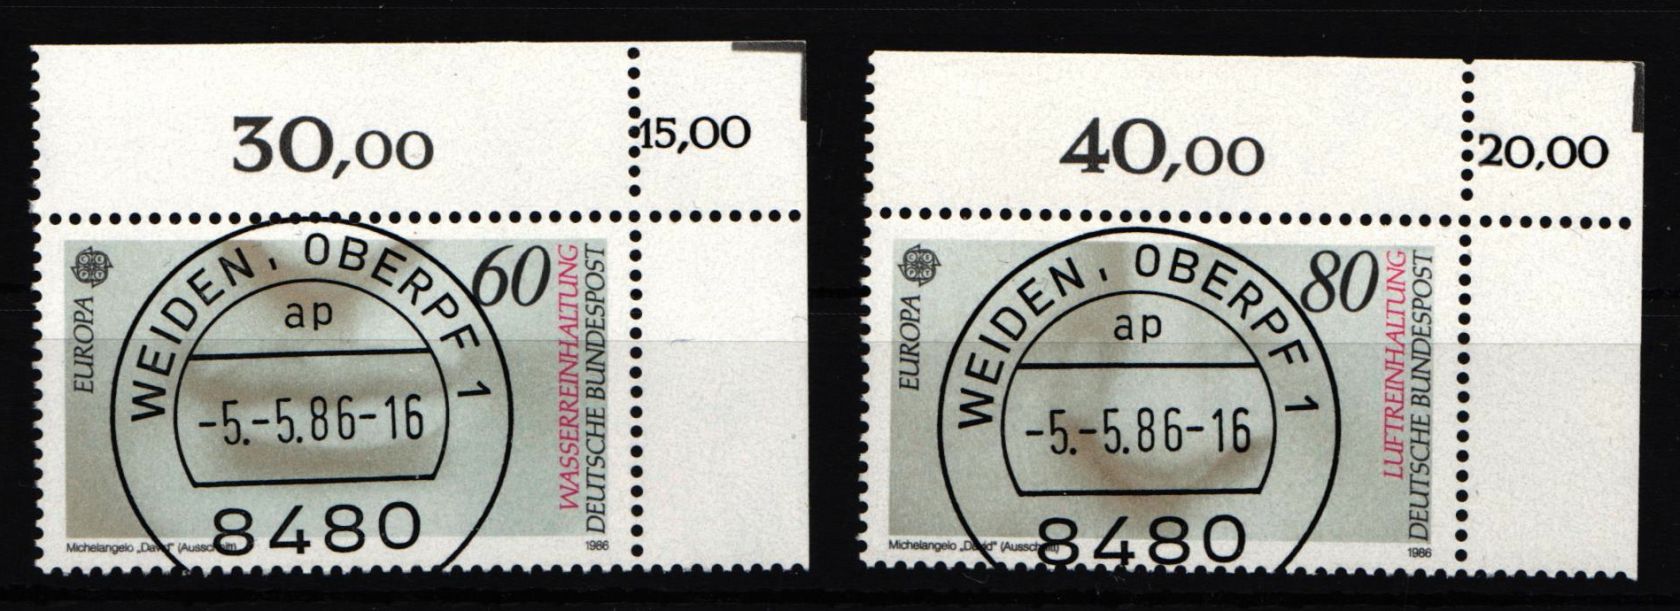 30,00
15,00
EUROPA
60
WASSERREINHALTUNG
DEUTSCHE BUNDESPOST
WEIDEN, OBERPF 1
ap
-5.-5.86-16
8480
Michelangelo „David" (Ausschnitt)
1986
40,00
20,00
EUROPA
80
LUFTREINHALTUNG
DEUTSCHE BUNDESPOST
WEIDEN, OBERPF 1
ap
-5.-5.86-16
8480
Michelangelo „David" (Ausschnitt)
1986